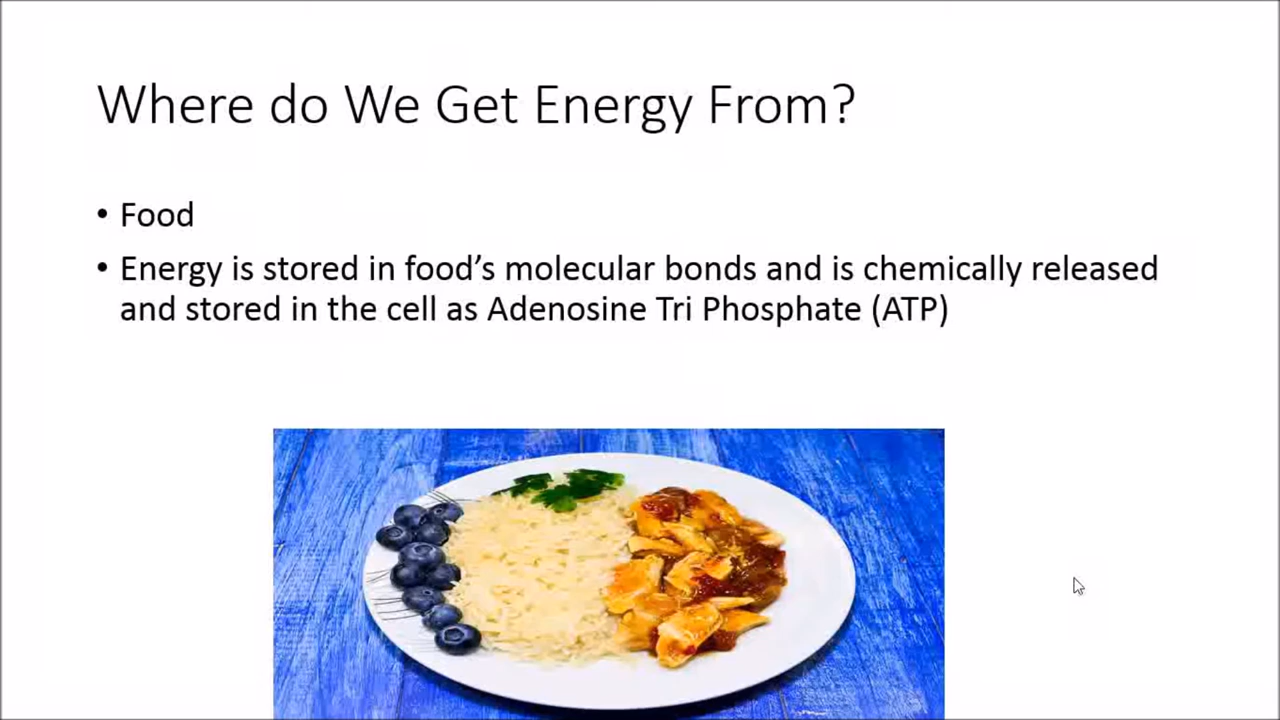 Where do We Get Energy From?
• Food
• Energy is stored in food’s molecular bonds and is chemically released
and stored in the cell as Adenosine Tri Phosphate (ATP)